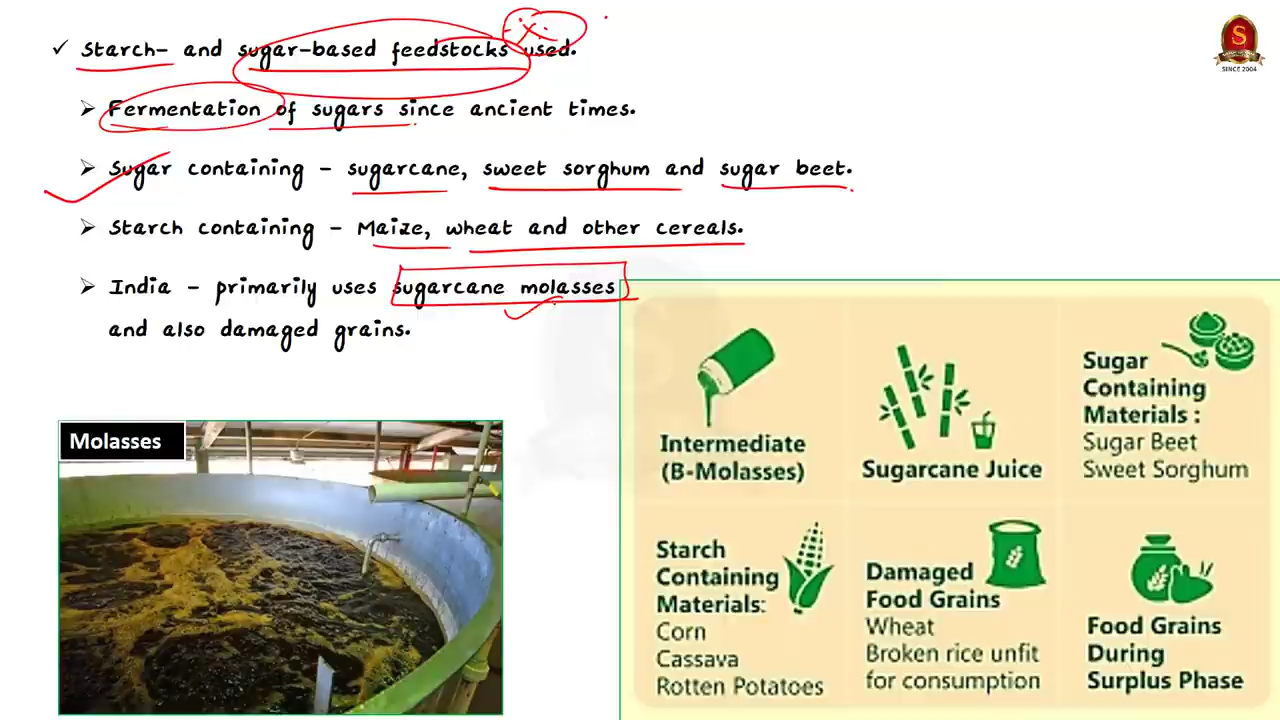 ✓ Starch- and sugar-based feedstocks used.
➢ Fermentation of sugars since ancient times.
➢ Sugar containing - sugarcane, sweet sorghum and sugar beet.
➢ Starch containing - Maize, wheat and other cereals.
➢ India - primarily uses sugarcane molasses
and also damaged grains.
S
SINCE 2004
Molasses
Intermediate
(B-Molasses)
Sugarcane Juice
Sugar
Containing
Materials :
Sugar Beet
Sweet Sorghum
Starch
Containing
Materials:
Corn
Cassava
Rotten Potatoes
Damaged
Food Grains
Wheat
Broken rice unfit
for consumption
Food Grains
During
Surplus Phase